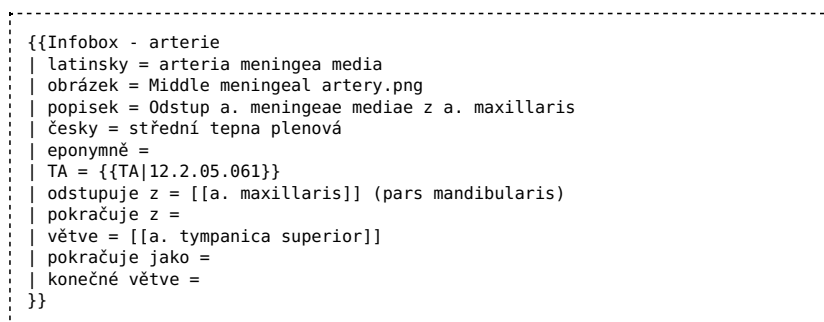 {{Infobox - arterie
| latinsky = arteria meningea media
| obrázek = Middle meningeal artery.png
| popisek = Odstup a. meningeae mediae z a. maxillaris
| česky = střední tepna plenová
| eponymně =
| TA = {{TA|12.2.05.061}}
| odstupuje z = [[a. maxillaris]] (pars mandibularis)
| pokračuje z =
| větve = [[a. tympanica superior]]
| pokračuje jako =
| konečné větve =
}}